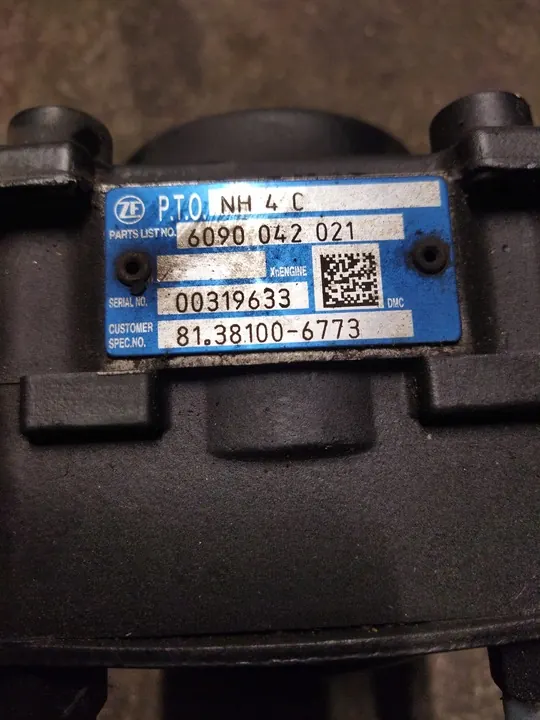 ZF P.T.O. NH 4 C
PARTS LIST NO. 6090 042 021
XnENGINE
SERIAL NO. 00319633 DMC
CUSTOMER
SPEC.NO. 81.38100-6773